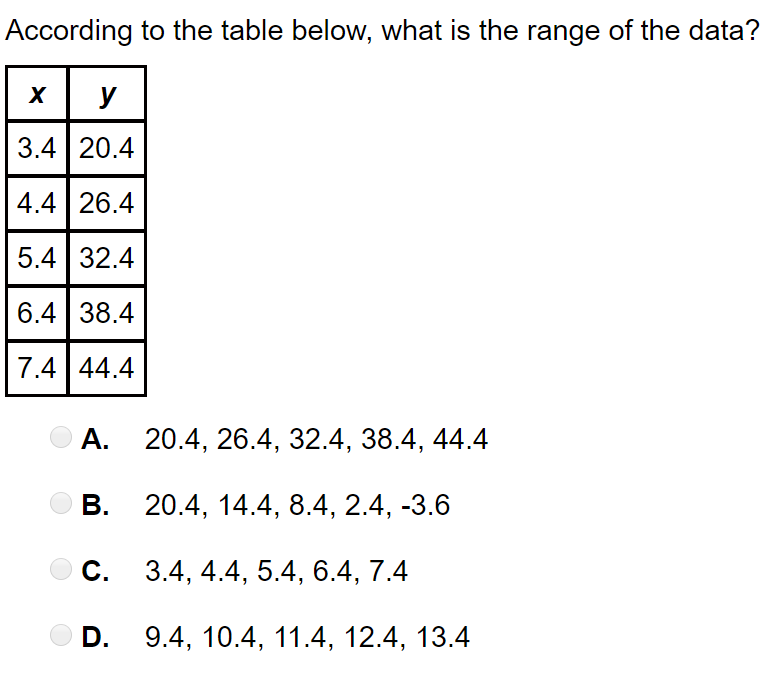 According to the table below, what is the range of the data?
x y
3.4 20.4
4.4 26.4
5.4 32.4
6.4 38.4
7.4 44.4
A. 20.4, 26.4, 32.4, 38.4, 44.4
B. 20.4, 14.4, 8.4, 2.4, -3.6
C. 3.4, 4.4, 5.4, 6.4, 7.4
D. 9.4, 10.4, 11.4, 12.4, 13.4